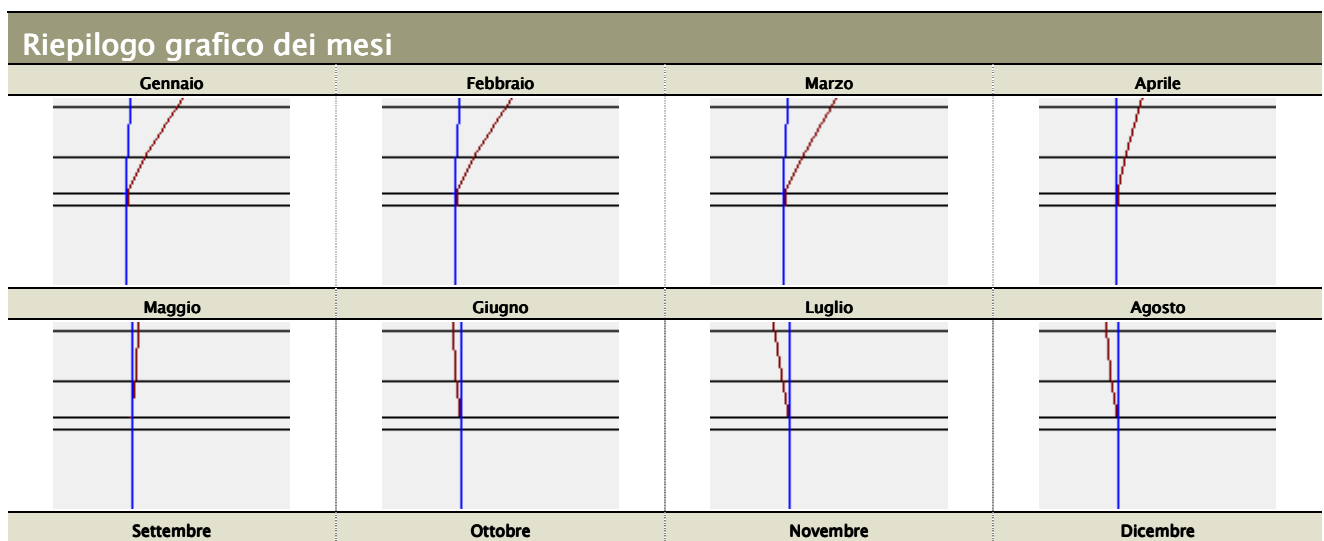 Riepilogo grafico dei mesi
Gennaio Febbraio Marzo Aprile
Maggio Giugno Luglio Agosto
Settembre Ottobre Novembre Dicembre